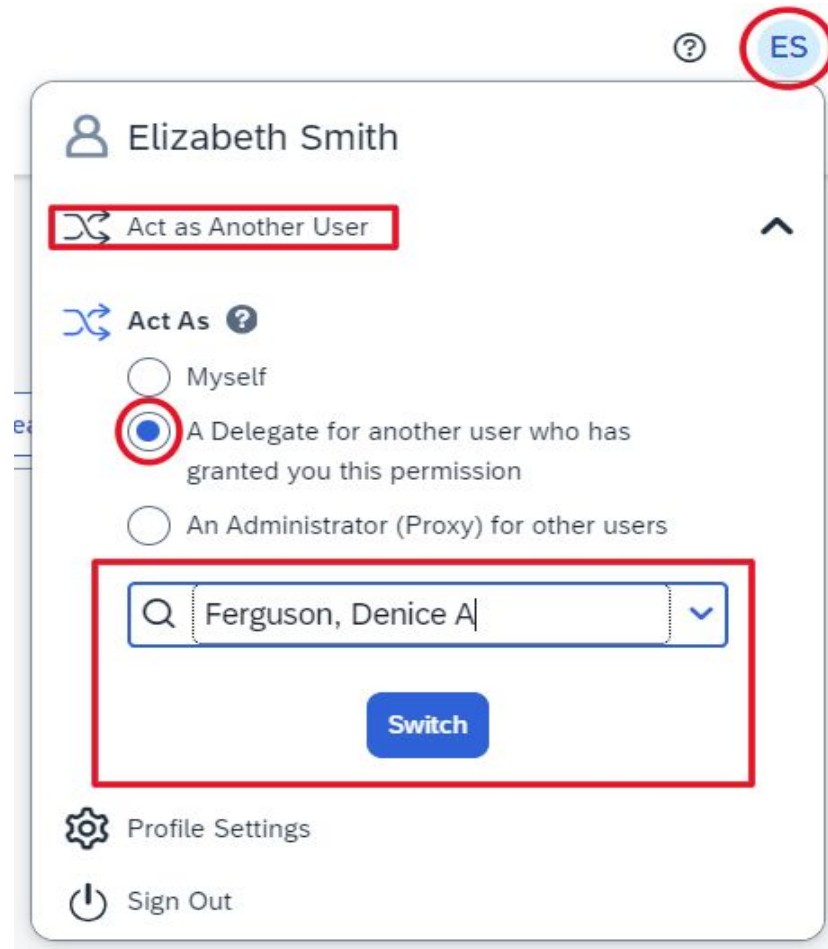 ES
Elizabeth Smith
Act as Another User
Act As
Myself
A Delegate for another user who has
granted you this permission
An Administrator (Proxy) for other users
Ferguson, Denice A
Switch
Profile Settings
Sign Out